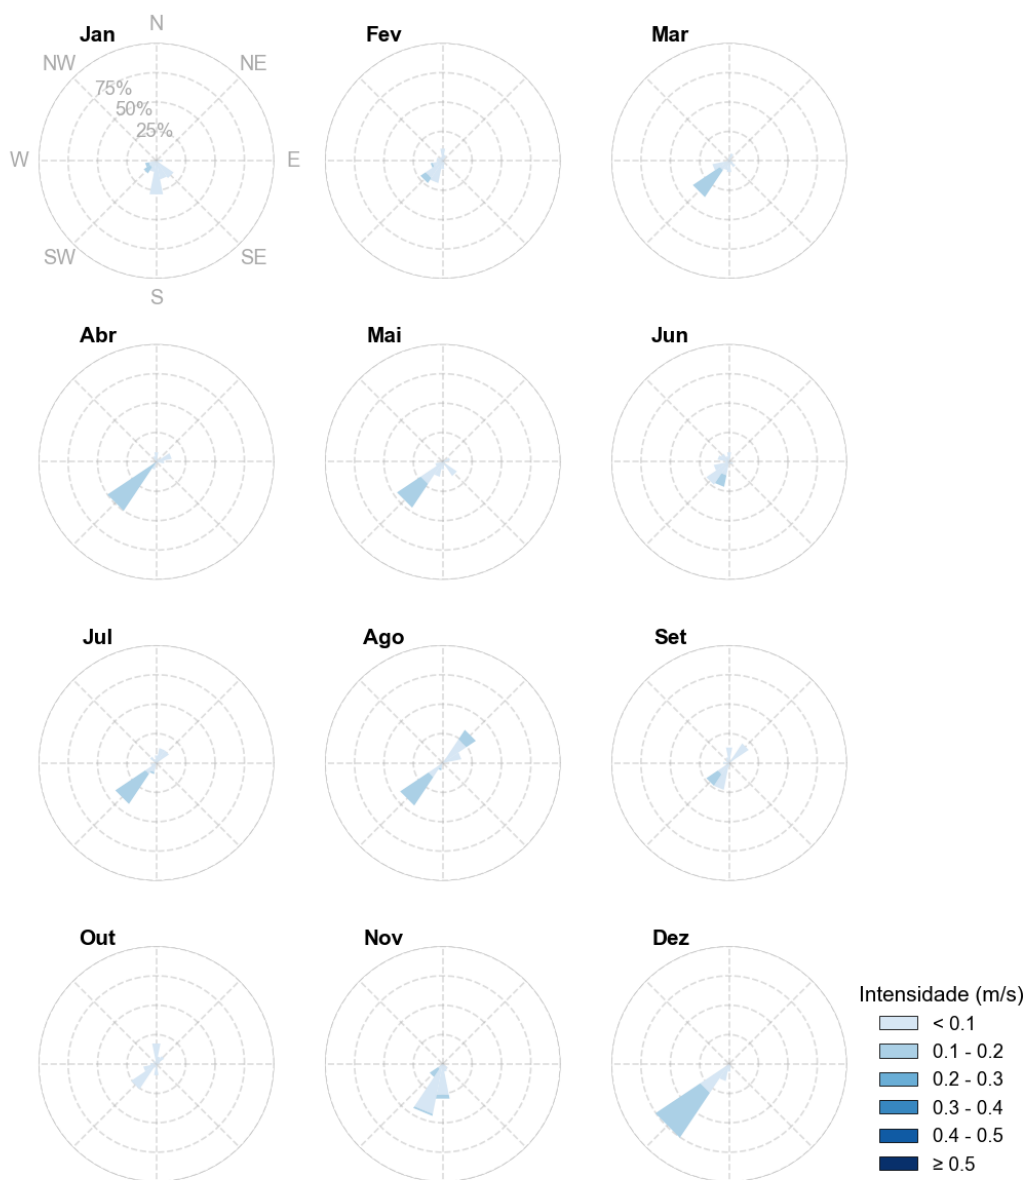 Jan
N
Fev
Mar
NW
NE
75%
50%
25%
W
E
SW
SE
S
Abr
Mai
Jun
Jul
Ago
Set
Out
Nov
Dez
Intensidade (m/s)
< 0.1
0.1 - 0.2
0.2 - 0.3
0.3 - 0.4
0.4 - 0.5
≥ 0.5